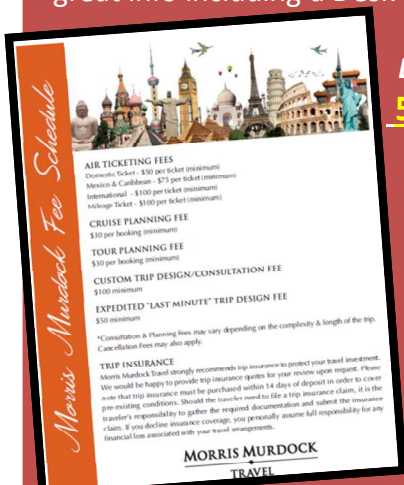 great info including a Desk
5
Morris Murdock Fee Schedule
AIR TICKETING FEES
Domestic Ticket - $50 per ticket (minimum)
Mexico & Caribbean - $75 per ticket (minimum)
International - $100 per ticket (minimum)
Mileage Ticket - $100 per ticket (minimum)
CRUISE PLANNING FEE
$30 per booking (minimum)
TOUR PLANNING FEE
$30 per booking (minimum)
CUSTOM TRIP DESIGN/CONSULTATION FEE
$100 minimum
EXPEDITED "LAST MINUTE" TRIP DESIGN FEE
$50 minimum
*Consultation & Planning Fees may vary depending on the complexity & length of the trip.
Cancellation Fees may also apply.
TRIP INSURANCE
Morris Murdock Travel strongly recommends trip insurance to protect your travel investment.
We would be happy to provide trip insurance quotes for your review upon request. Please
note that trip insurance must be purchased within 14 days of deposit in order to cover
pre-existing conditions. Should the traveler need to file a trip insurance claim, it is the
traveler's responsibility to gather the required documentation and submit the insurance
claim. If you decline insurance coverage, you personally assume full responsibility for any
financial loss associated with your travel arrangements.
MORRIS MURDOCK
TRAVEL